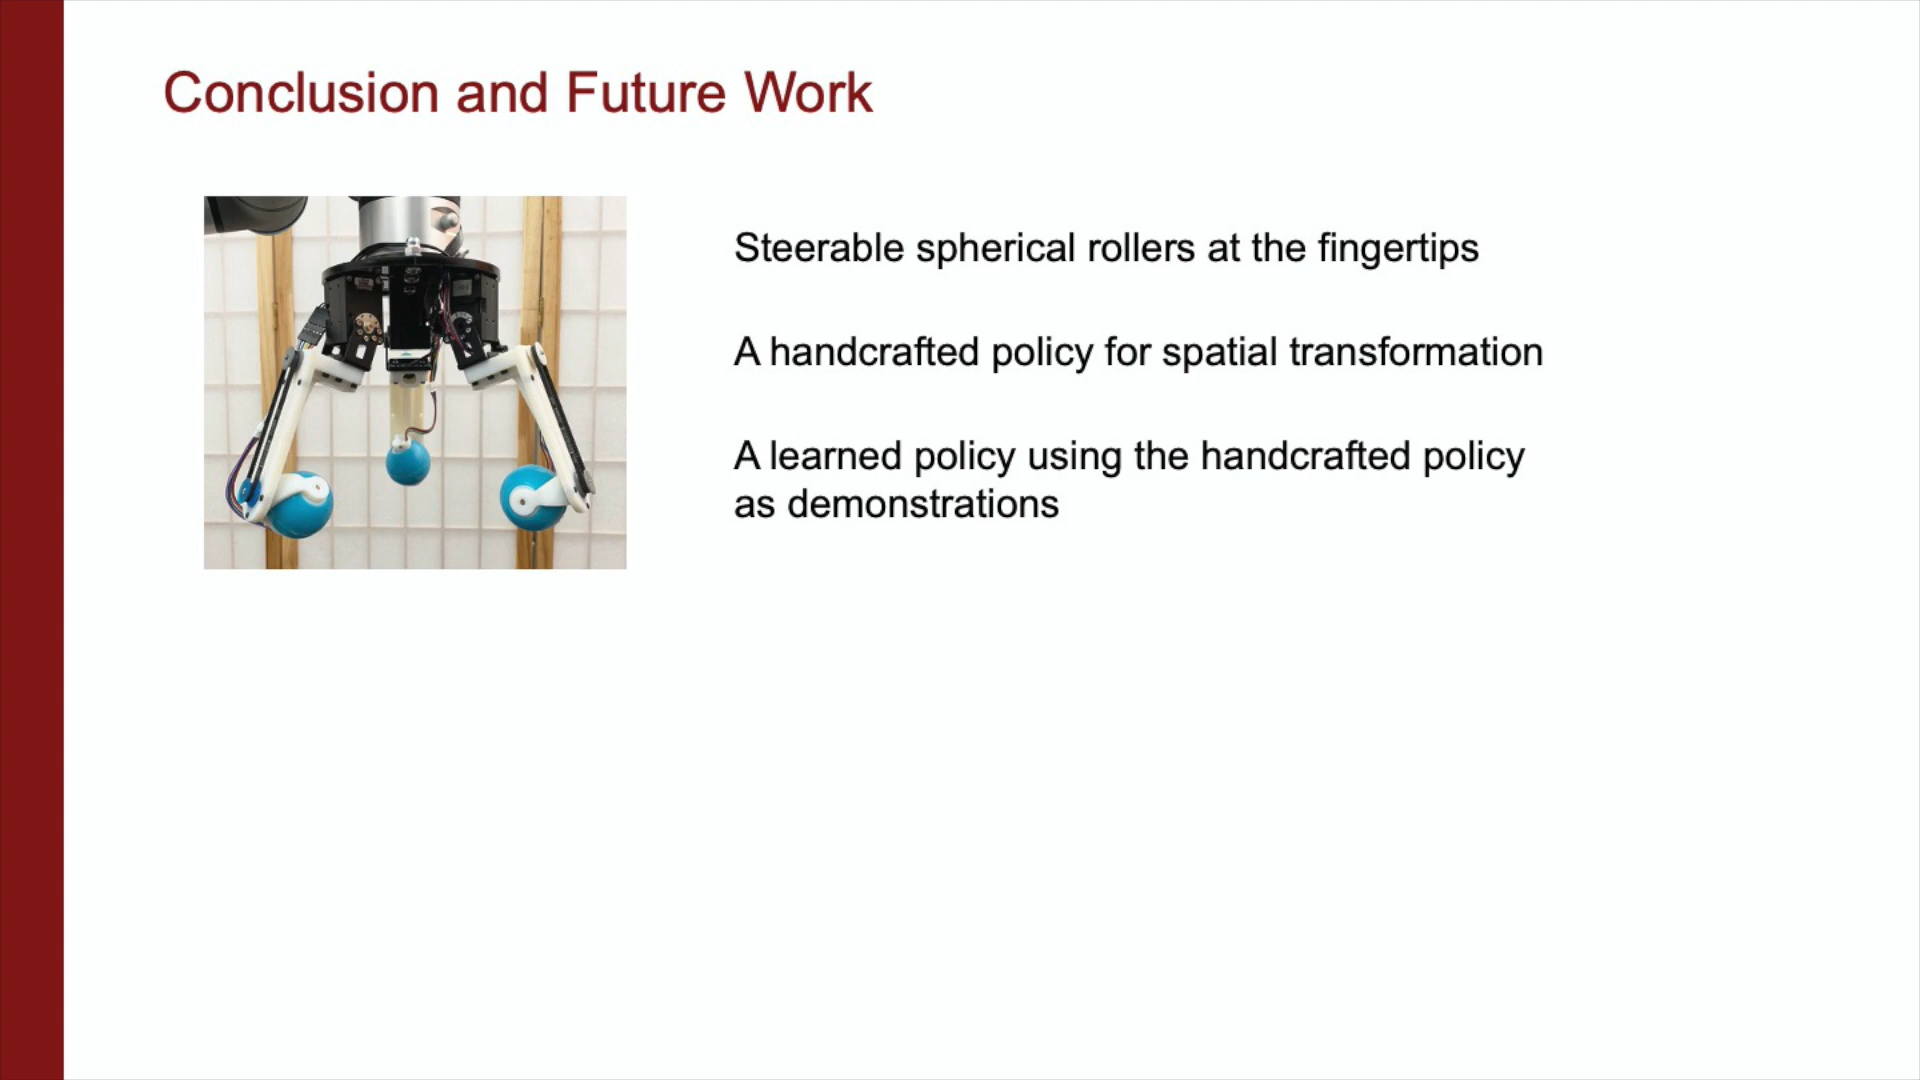 Conclusion and Future Work
Steerable spherical rollers at the fingertips
A handcrafted policy for spatial transformation
A learned policy using the handcrafted policy
as demonstrations